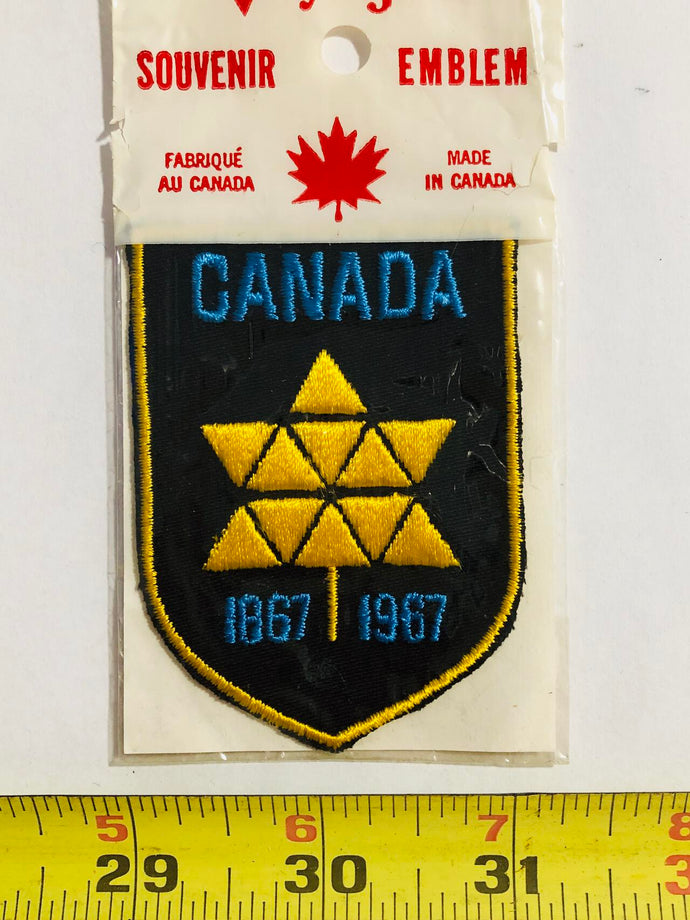 SOUVENIR EMBLEM
FABRIQUÉ
AU CANADA
MADE
IN CANADA
CANADA
1867 1967
5 6 7 8
29 30 31